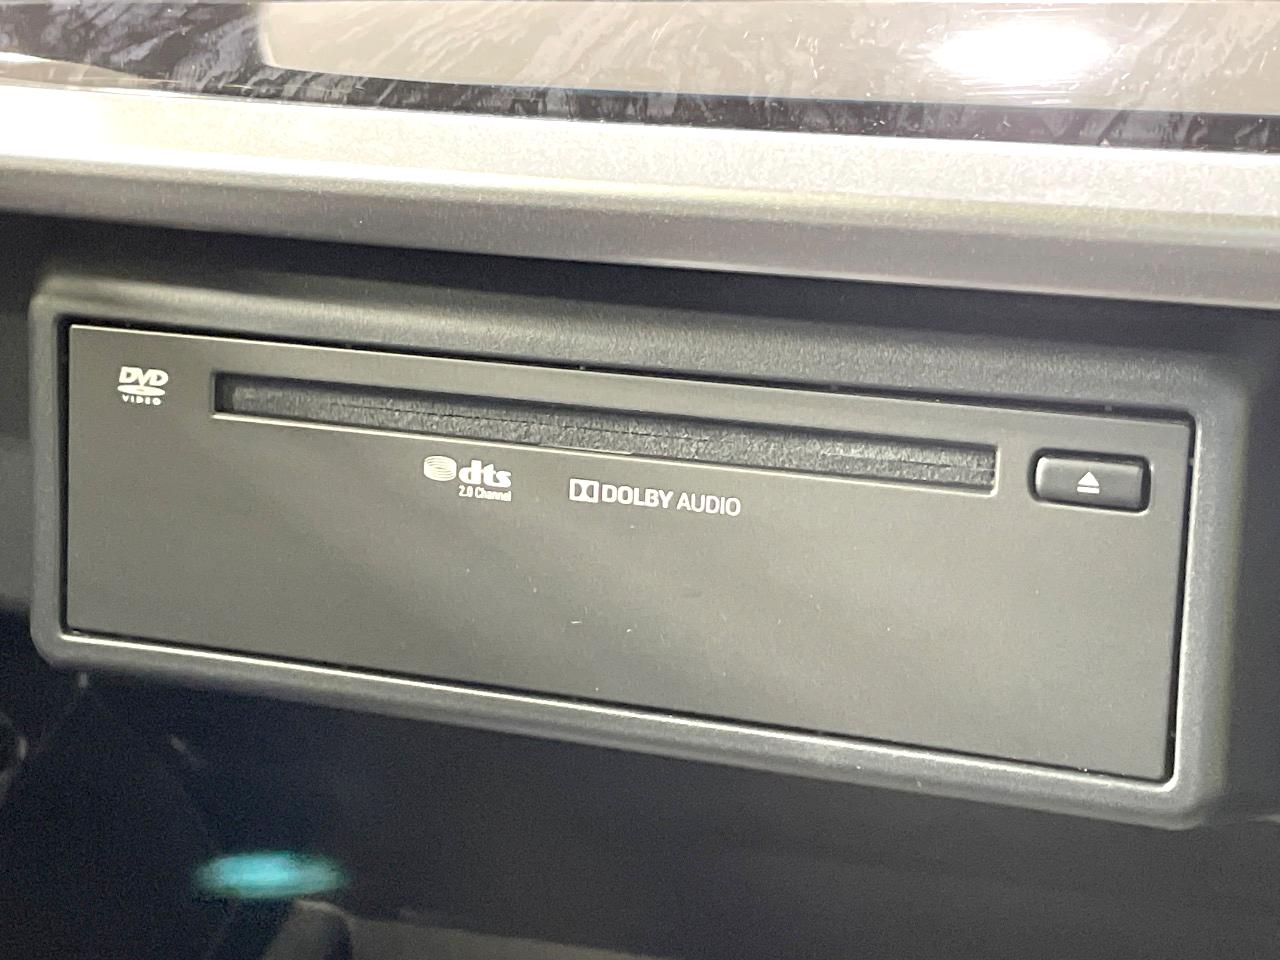 DVD
VIDEO
dts
2.0 Channel
DOLBY AUDIO